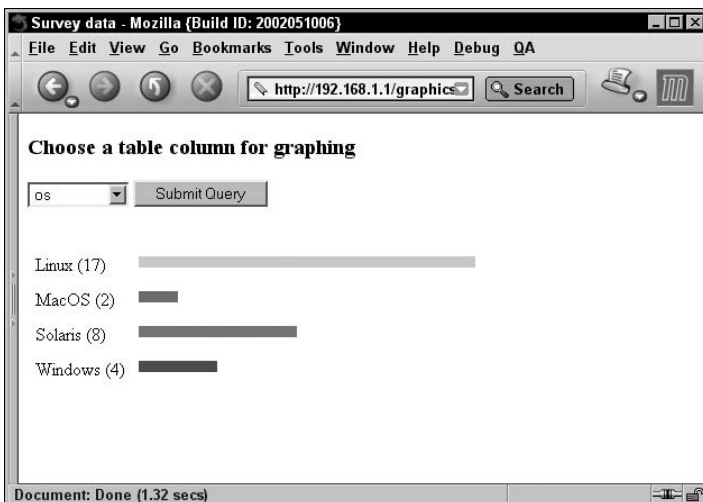 Survey data - Mozilla {Build ID: 2002051006}
File Edit View Go Bookmarks Tools Window Help Debug QA
http://192.168.1.1/graphics Search
Choose a table column for graphing
os Submit Query
Linux (17)
MacOS (2)
Solaris (8)
Windows (4)
Document: Done (1.32 secs)